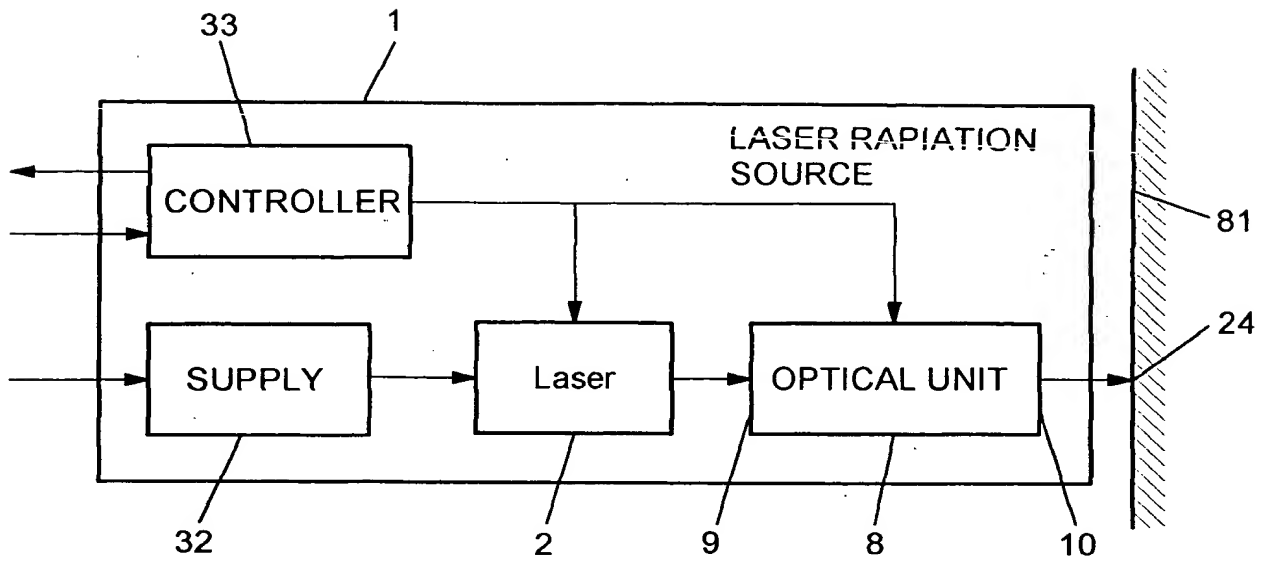 33
1
LASER RAPIATION
SOURCE
CONTROLLER
81
24
SUPPLY
Laser
OPTICAL UNIT
32
2
9
8
10